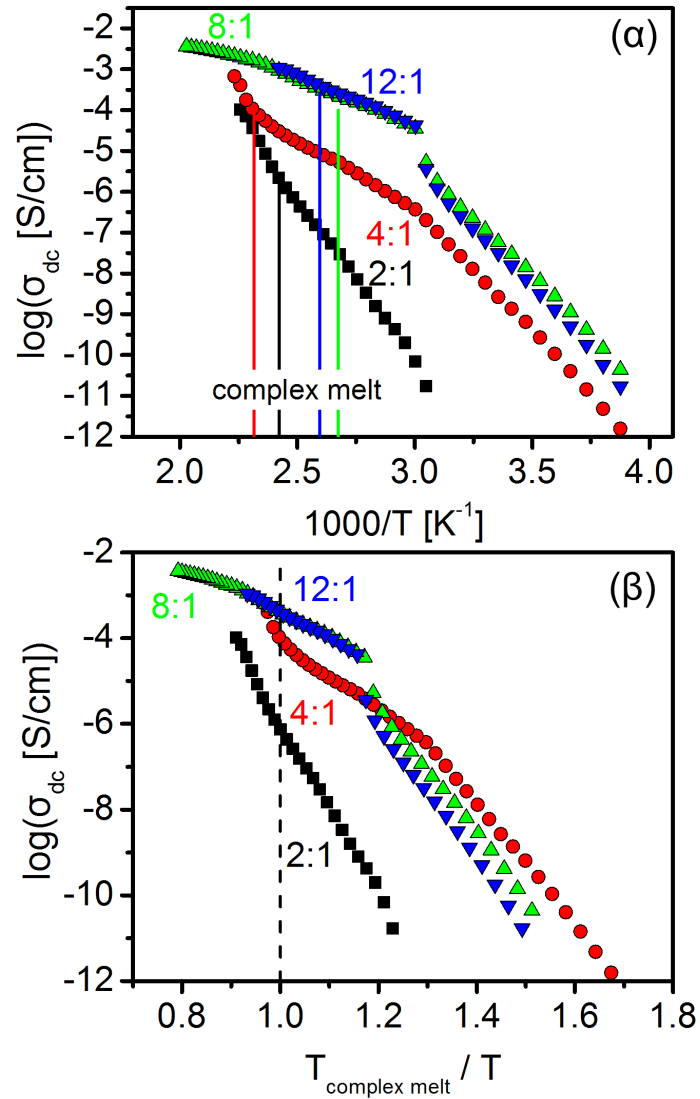 (α)
8:1
12:1
4:1
2:1
complex melt
log(σdc [S/cm])
-2
-3
-4
-5
-6
-7
-8
-9
-10
-11
-12
2.0 2.5 3.0 3.5 4.0
1000/T [K-1]
(β)
12:1
8:1
4:1
2:1
log(σdc [S/cm])
-2
-4
-6
-8
-10
-12
0.8 1.0 1.2 1.4 1.6 1.8
Tcomplex melt / T